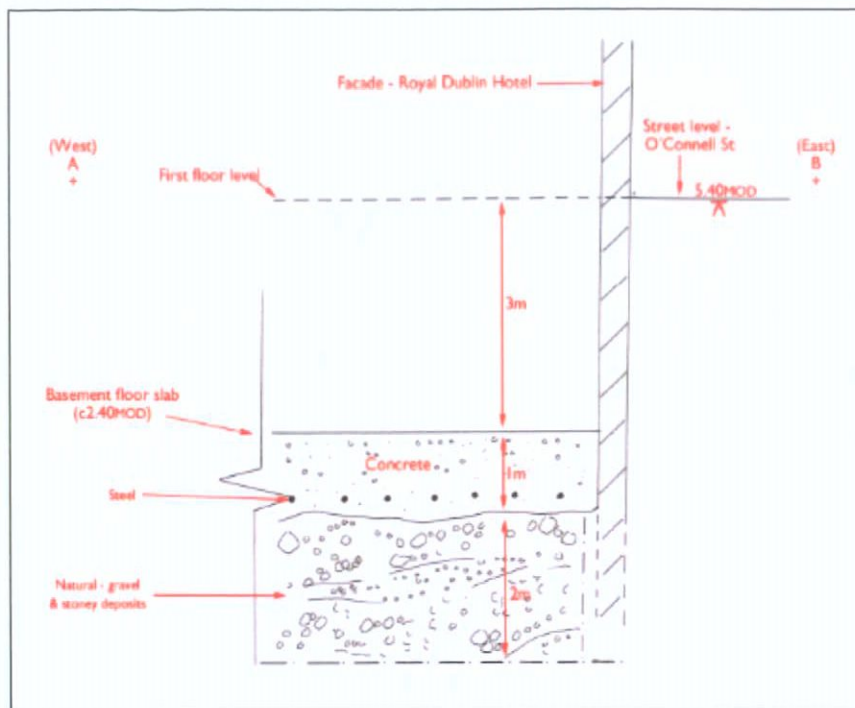 Facade - Royal Dublin Hotel
Street level -
O'Connell St
(West)
A
+
(East)
B
+
First floor level
5.40MOD
3m
Basement floor slab
(c2.40MOD)
Concrete
1m
Steel
Natural - gravel
& stoney deposits
2m